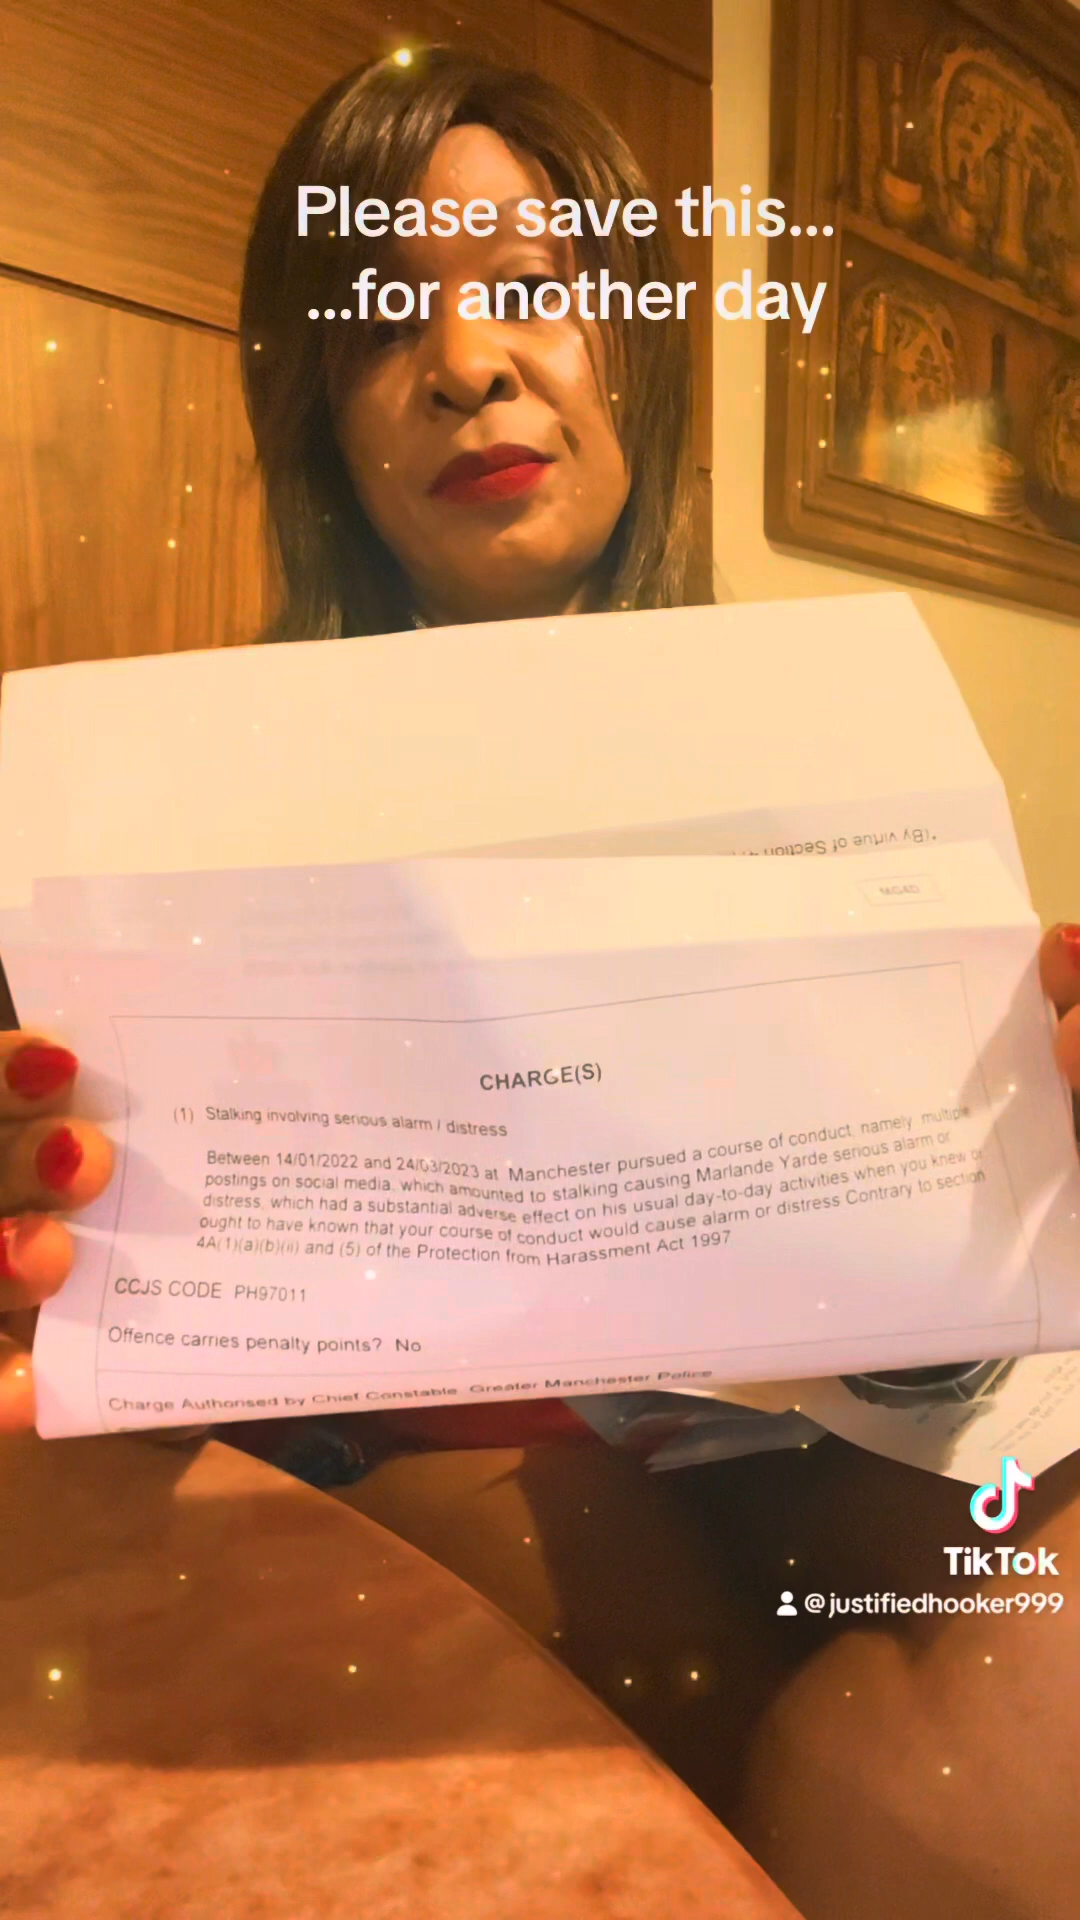 Please save this...
...for another day
*(By virtue of Section
MG4D
CHARGE(S)
(1) Stalking involving serious alarm / distress
Between 14/01/2022 and 24/03/2023 at Manchester pursued a course of conduct, namely multiple
postings on social media, which amounted to stalking causing Marlande Yarde serious alarm or
distress, which had a substantial adverse effect on his usual day-to-day activities when you knew or
ought to have known that your course of conduct would cause alarm or distress Contrary to section
4A(1)(a)(b)(ii) and (5) of the Protection from Harassment Act 1997
CCJS CODE PH97011
Offence carries penalty points? No
Charge Authorised by Chief Constable Greater Manchester Police
TikTok
@justifiedhooker999